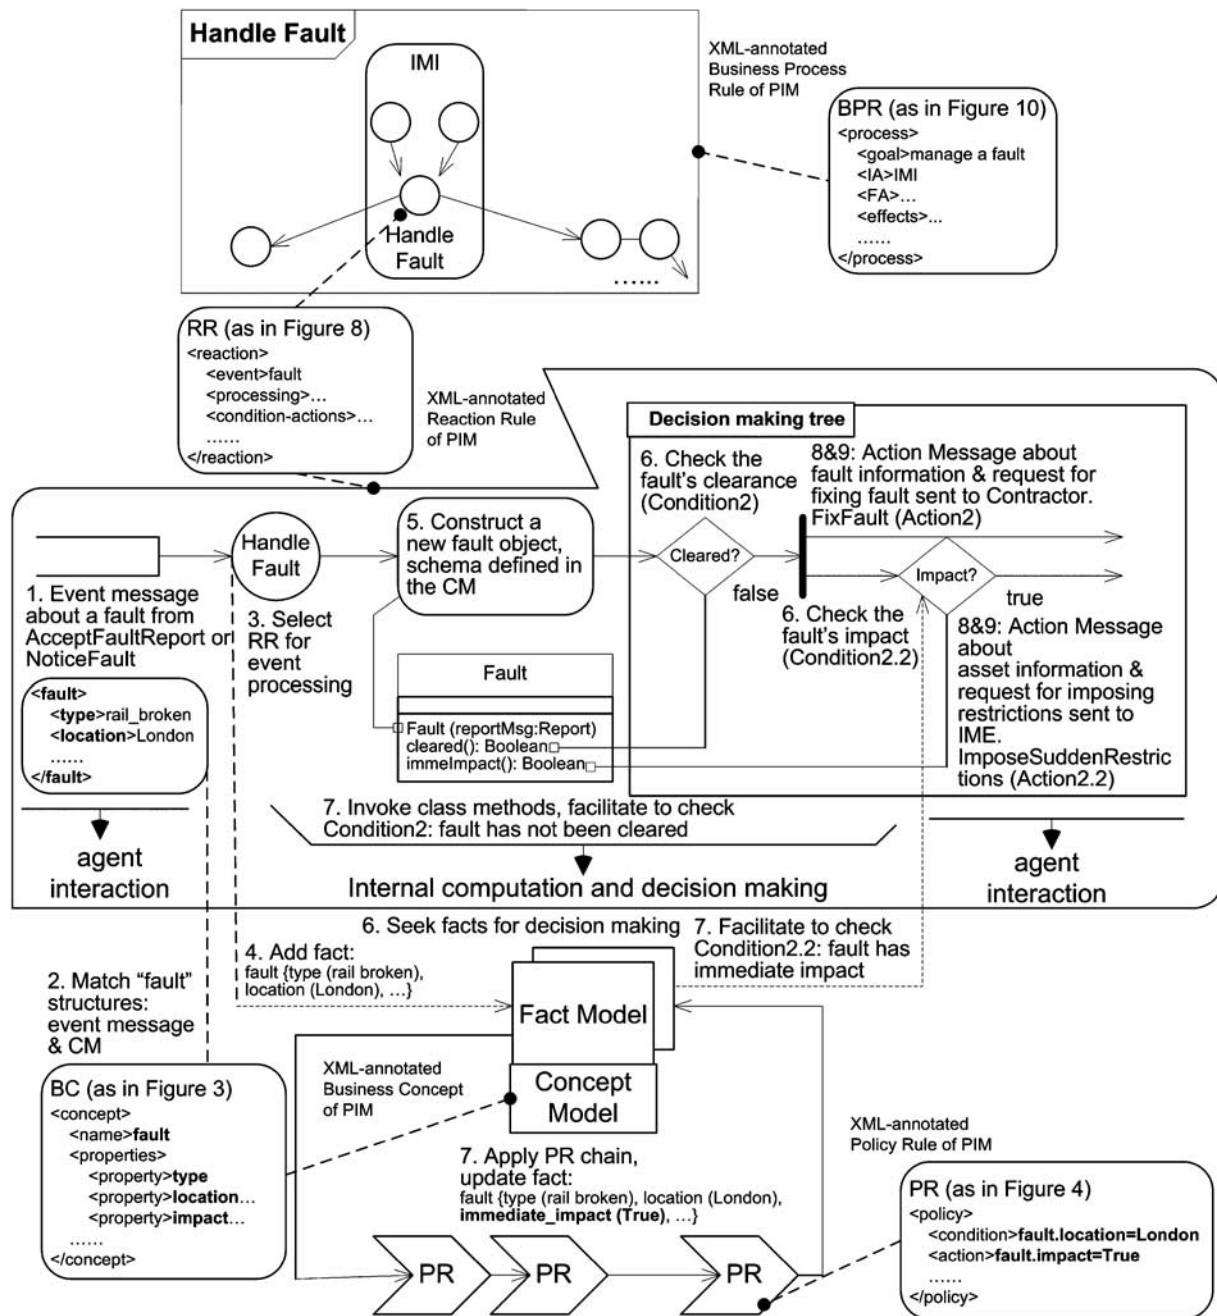 Handle Fault
IMI
Handle
Fault
......
XML-annotated
Business Process
Rule of PIM
BPR (as in Figure 10)
<process>
<goal>manage a fault
<IA>IMI
<FA>...
<effects>...
......
</process>
RR (as in Figure 8)
<reaction>
<event>fault
<processing>...
<condition-actions>...
......
</reaction>
XML-annotated
Reaction Rule
of PIM
Decision making tree
6. Check the
fault's clearance
(Condition2)
8&9: Action Message about
fault information & request for
fixing fault sent to Contractor.
FixFault (Action2)
Handle
Fault
5. Construct a
new fault object,
schema defined in
the CM
Cleared?
false
Impact?
true
1. Event message
about a fault from
AcceptFaultReport or
NoticeFault
3. Select
RR for
event
processing
6. Check the
fault's impact
(Condition2.2)
8&9: Action Message
about
asset information &
request for imposing
restrictions sent to
IME.
ImposeSuddenRestric
tions (Action2.2)
<fault>
<type>rail_broken
<location>London
......
</fault>
Fault
Fault (reportMsg:Report)
cleared(): Boolean
immeImpact(): Boolean
7. Invoke class methods, facilitate to check
Condition2: fault has not been cleared
agent
interaction
Internal computation and decision making
agent
interaction
6. Seek facts for decision making
4. Add fact:
fault {type (rail broken),
location (London), ...}
7. Facilitate to check
Condition2.2: fault has
immediate impact
2. Match “fault”
structures:
event message
& CM
Fact Model
Concept
Model
XML-annotated
Business Concept
of PIM
BC (as in Figure 3)
<concept>
<name>fault
<properties>
<property>type
<property>location...
<property>impact...
......
</concept>
7. Apply PR chain,
update fact:
fault {type (rail broken), location (London),
immediate_impact (True), ...}
PR
PR
PR
XML-annotated
Policy Rule of PIM
PR (as in Figure 4)
<policy>
<condition>fault.location=London
<action>fault.impact=True
......
</policy>